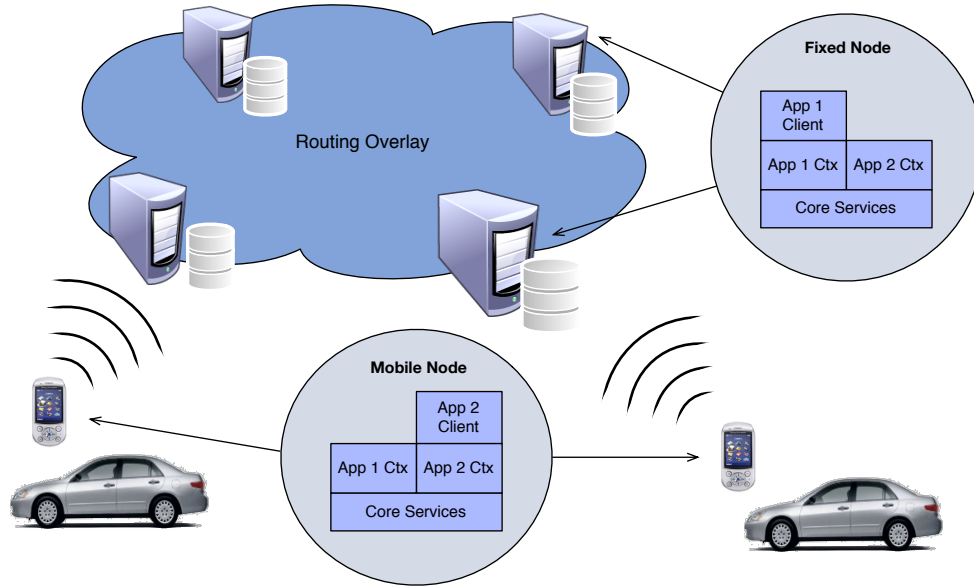 Fixed Node
App 1
Client
App 1 Ctx
App 2 Ctx
Core Services
Routing Overlay
Mobile Node
App 2
Client
App 1 Ctx
App 2 Ctx
Core Services